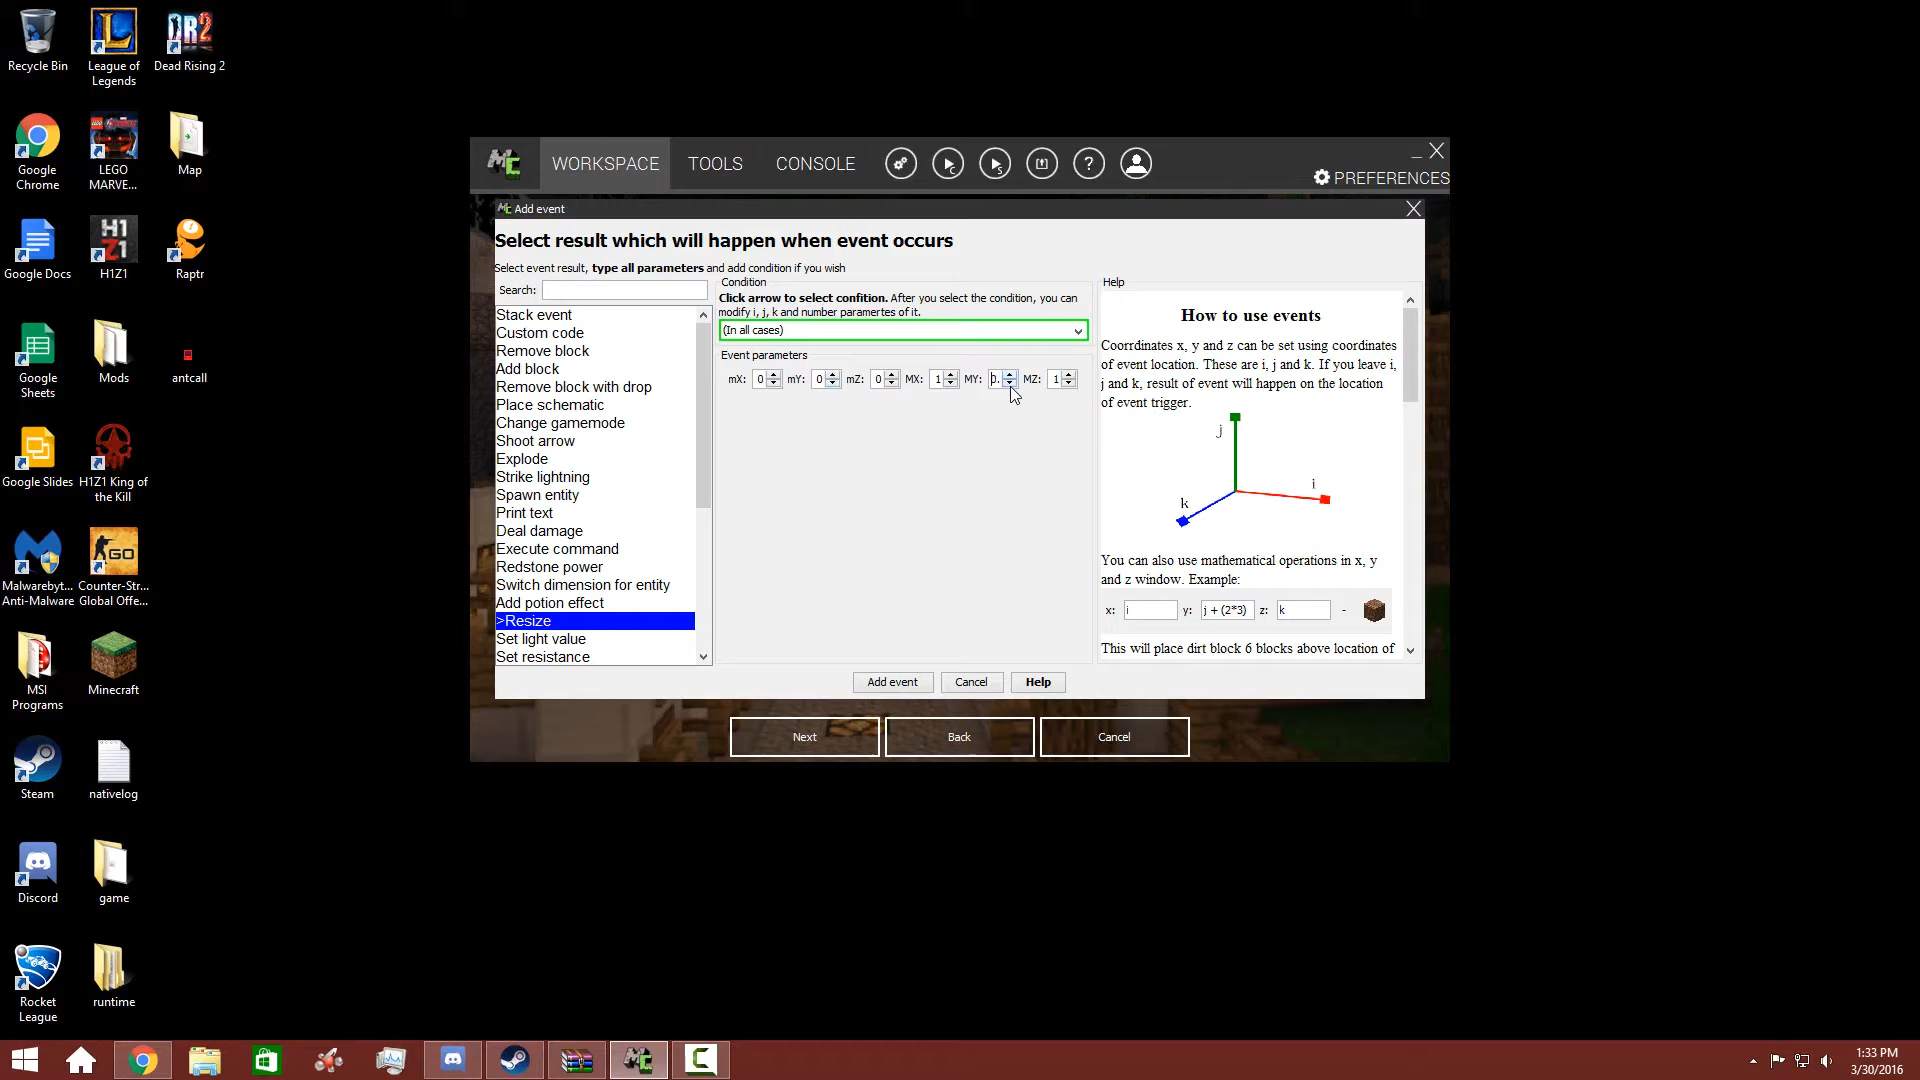 Recycle Bin
League of
Legends
Dead Rising 2
Google
Chrome
LEGO
MARVE...
Map
Google Docs
H1Z1
Raptr
Google
Sheets
Mods
antcall
Google Slides
H1Z1 King of
the Kill
Malwarebyt...
Anti-Malware
Counter-Str...
Global Offe...
MSI
Programs
Minecraft
Steam
nativelog
Discord
game
Rocket
League
runtime
WORKSPACE
TOOLS
CONSOLE
PREFERENCES
Add event
Select result which will happen when event occurs
Select event result, type all parameters and add condition if you wish
Search:
Stack event
Custom code
Remove block
Add block
Remove block with drop
Place schematic
Change gamemode
Shoot arrow
Explode
Strike lightning
Spawn entity
Print text
Deal damage
Execute command
Redstone power
Switch dimension for entity
Add potion effect
>Resize
Set light value
Set resistance
Condition
Click arrow to select confition. After you select the condition, you can
modify i, j, k and number paramertes of it.
(In all cases)
Event parameters
mX: 0 mY: 0 mZ: 0 MX: 1 MY: 0. MZ: 1
Help
How to use events
Coorrdinates x, y and z can be set using coordinates
of event location. These are i, j and k. If you leave i,
j and k, result of event will happen on the location
of event trigger.
j
i
k
You can also use mathematical operations in x, y
and z window. Example:
x: i y: j + (2*3) z: k -
This will place dirt block 6 blocks above location of
Add event
Cancel
Help
Next
Back
Cancel
1:33 PM
3/30/2016